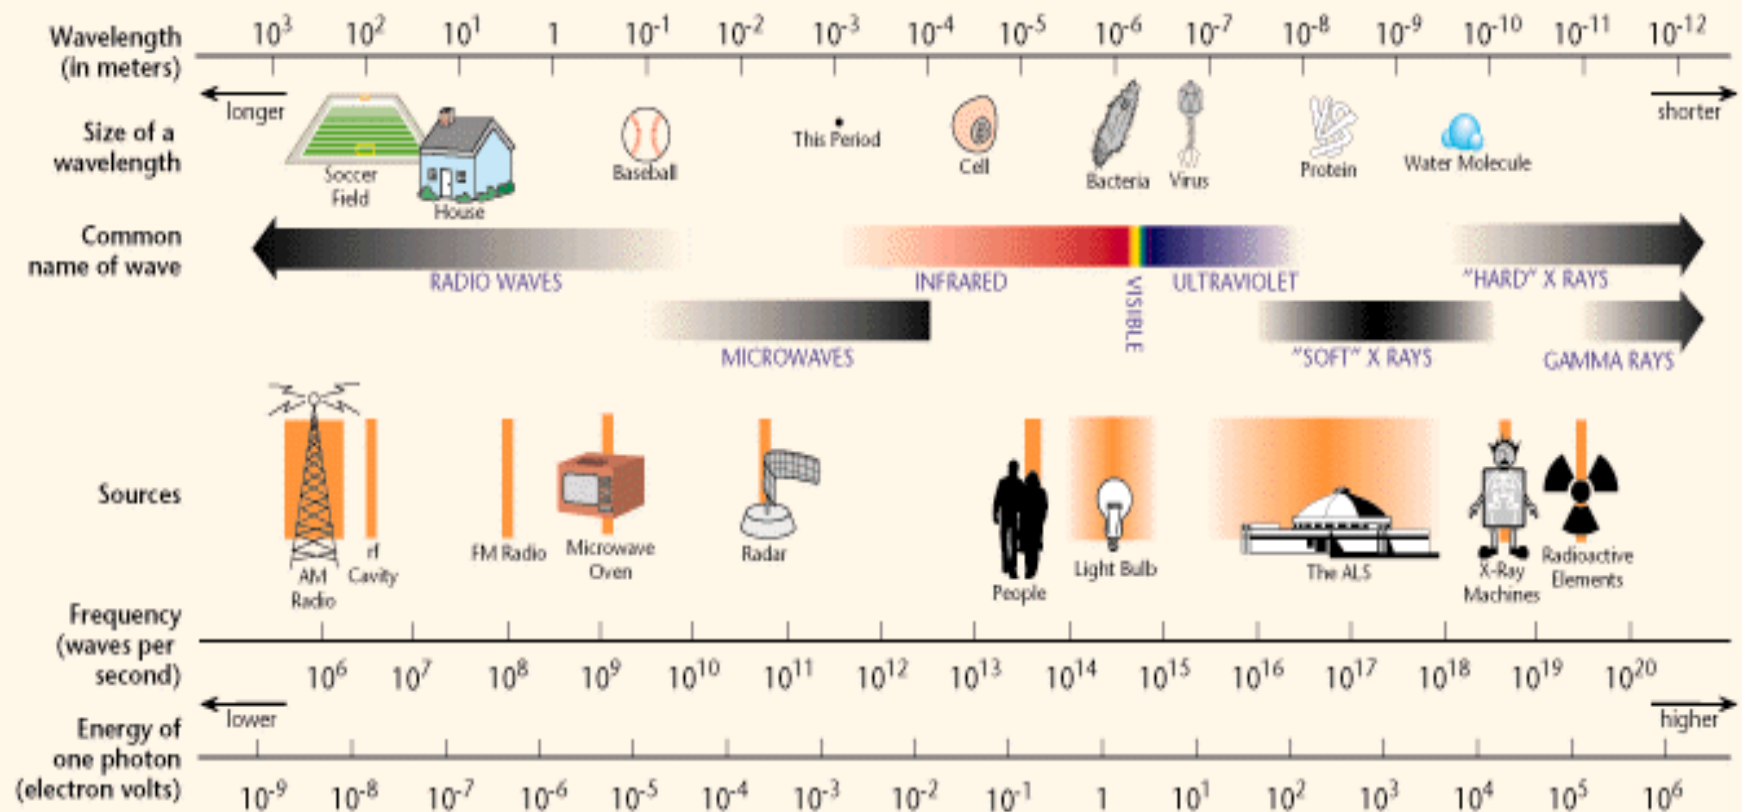 Wavelength
(in meters)
10³ 10² 10¹ 1 10⁻¹ 10⁻² 10⁻³ 10⁻⁴ 10⁻⁵ 10⁻⁶ 10⁻⁷ 10⁻⁸ 10⁻⁹ 10⁻¹⁰ 10⁻¹¹ 10⁻¹²
longer
shorter
Size of a
wavelength
Soccer
Field
House
Baseball
This Period
Cell
Bacteria
Virus
Protein
Water Molecule
Common
name of wave
RADIO WAVES
INFRARED
VISIBLE
ULTRAVIOLET
"HARD" X RAYS
MICROWAVES
"SOFT" X RAYS
GAMMA RAYS
Sources
AM
Radio
rf
Cavity
FM Radio
Microwave
Oven
Radar
People
Light Bulb
The ALS
X-Ray
Machines
Radioactive
Elements
Frequency
(waves per
second)
10⁶ 10⁷ 10⁸ 10⁹ 10¹⁰ 10¹¹ 10¹² 10¹³ 10¹⁴ 10¹⁵ 10¹⁶ 10¹⁷ 10¹⁸ 10¹⁹ 10²⁰
lower
higher
Energy of
one photon
(electron volts)
10⁻⁹ 10⁻⁸ 10⁻⁷ 10⁻⁶ 10⁻⁵ 10⁻⁴ 10⁻³ 10⁻² 10⁻¹ 1 10¹ 10² 10³ 10⁴ 10⁵ 10⁶